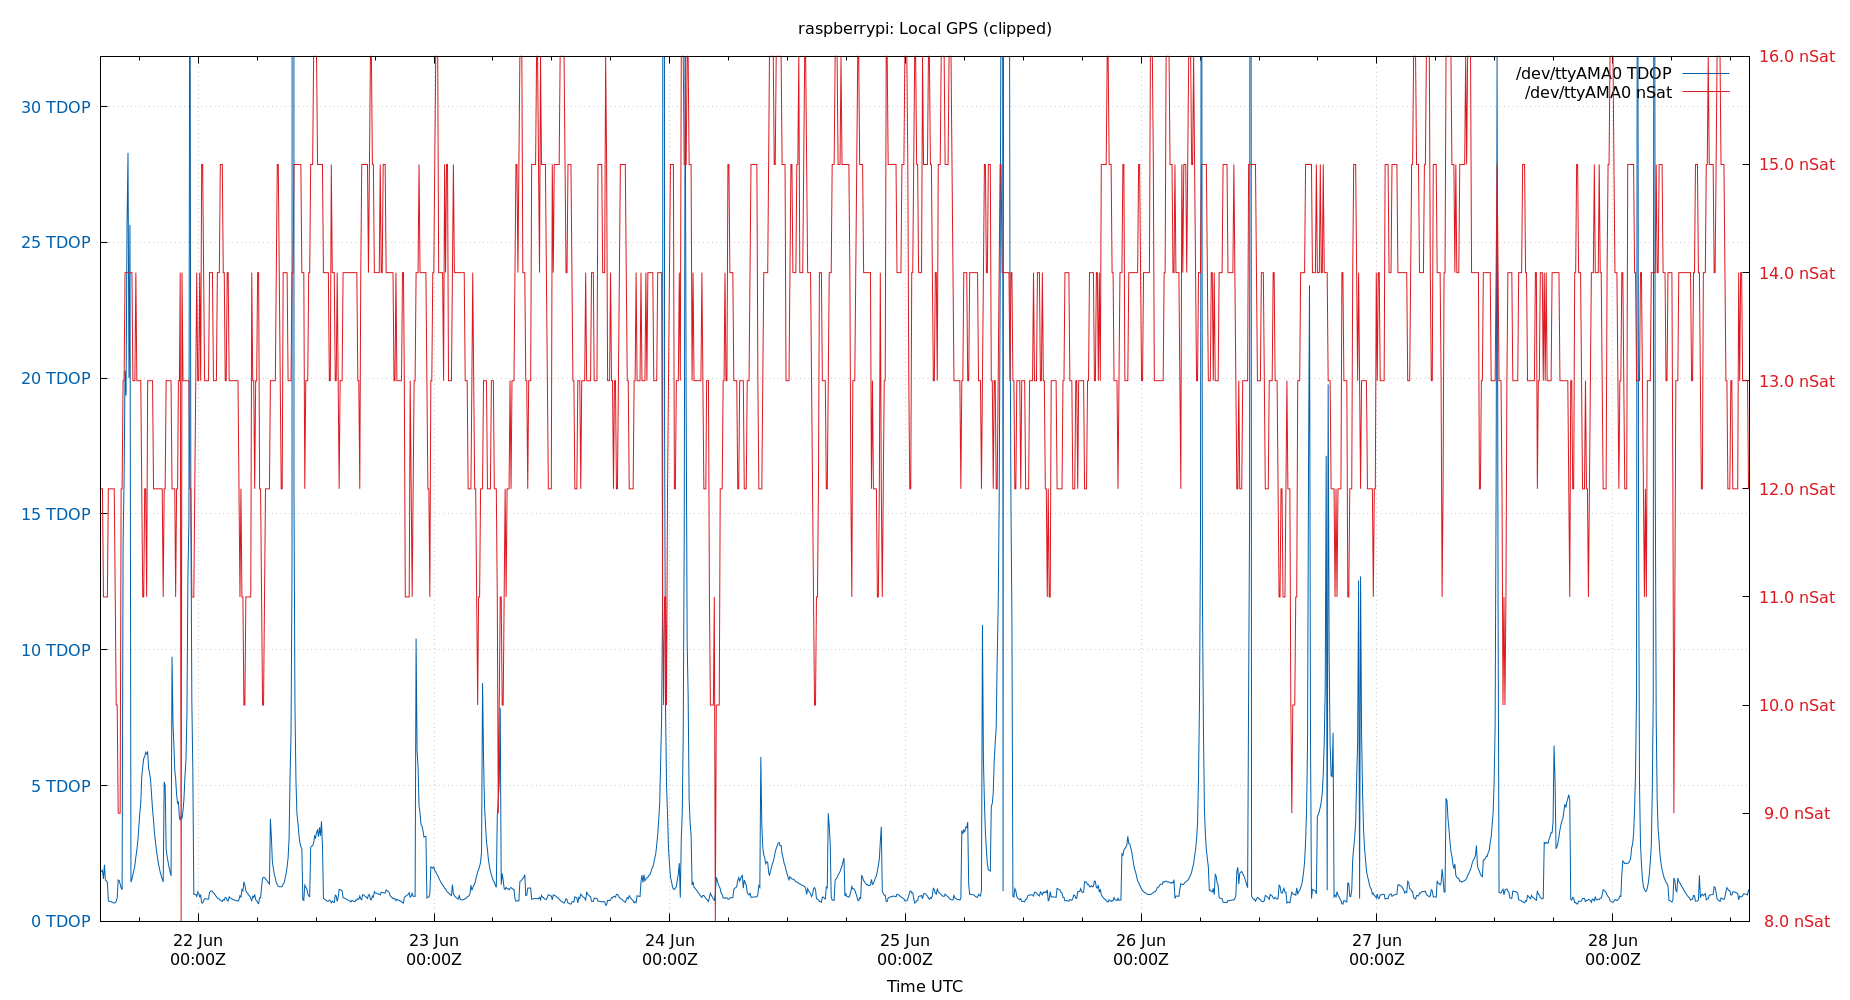 raspberrypi: Local GPS (clipped)
/dev/ttyAMA0 TDOP
/dev/ttyAMA0 nSat
30 TDOP
25 TDOP
20 TDOP
15 TDOP
10 TDOP
5 TDOP
0 TDOP
16.0 nSat
15.0 nSat
14.0 nSat
13.0 nSat
12.0 nSat
11.0 nSat
10.0 nSat
9.0 nSat
8.0 nSat
22 Jun
00:00Z
23 Jun
00:00Z
24 Jun
00:00Z
25 Jun
00:00Z
26 Jun
00:00Z
27 Jun
00:00Z
28 Jun
00:00Z
Time UTC